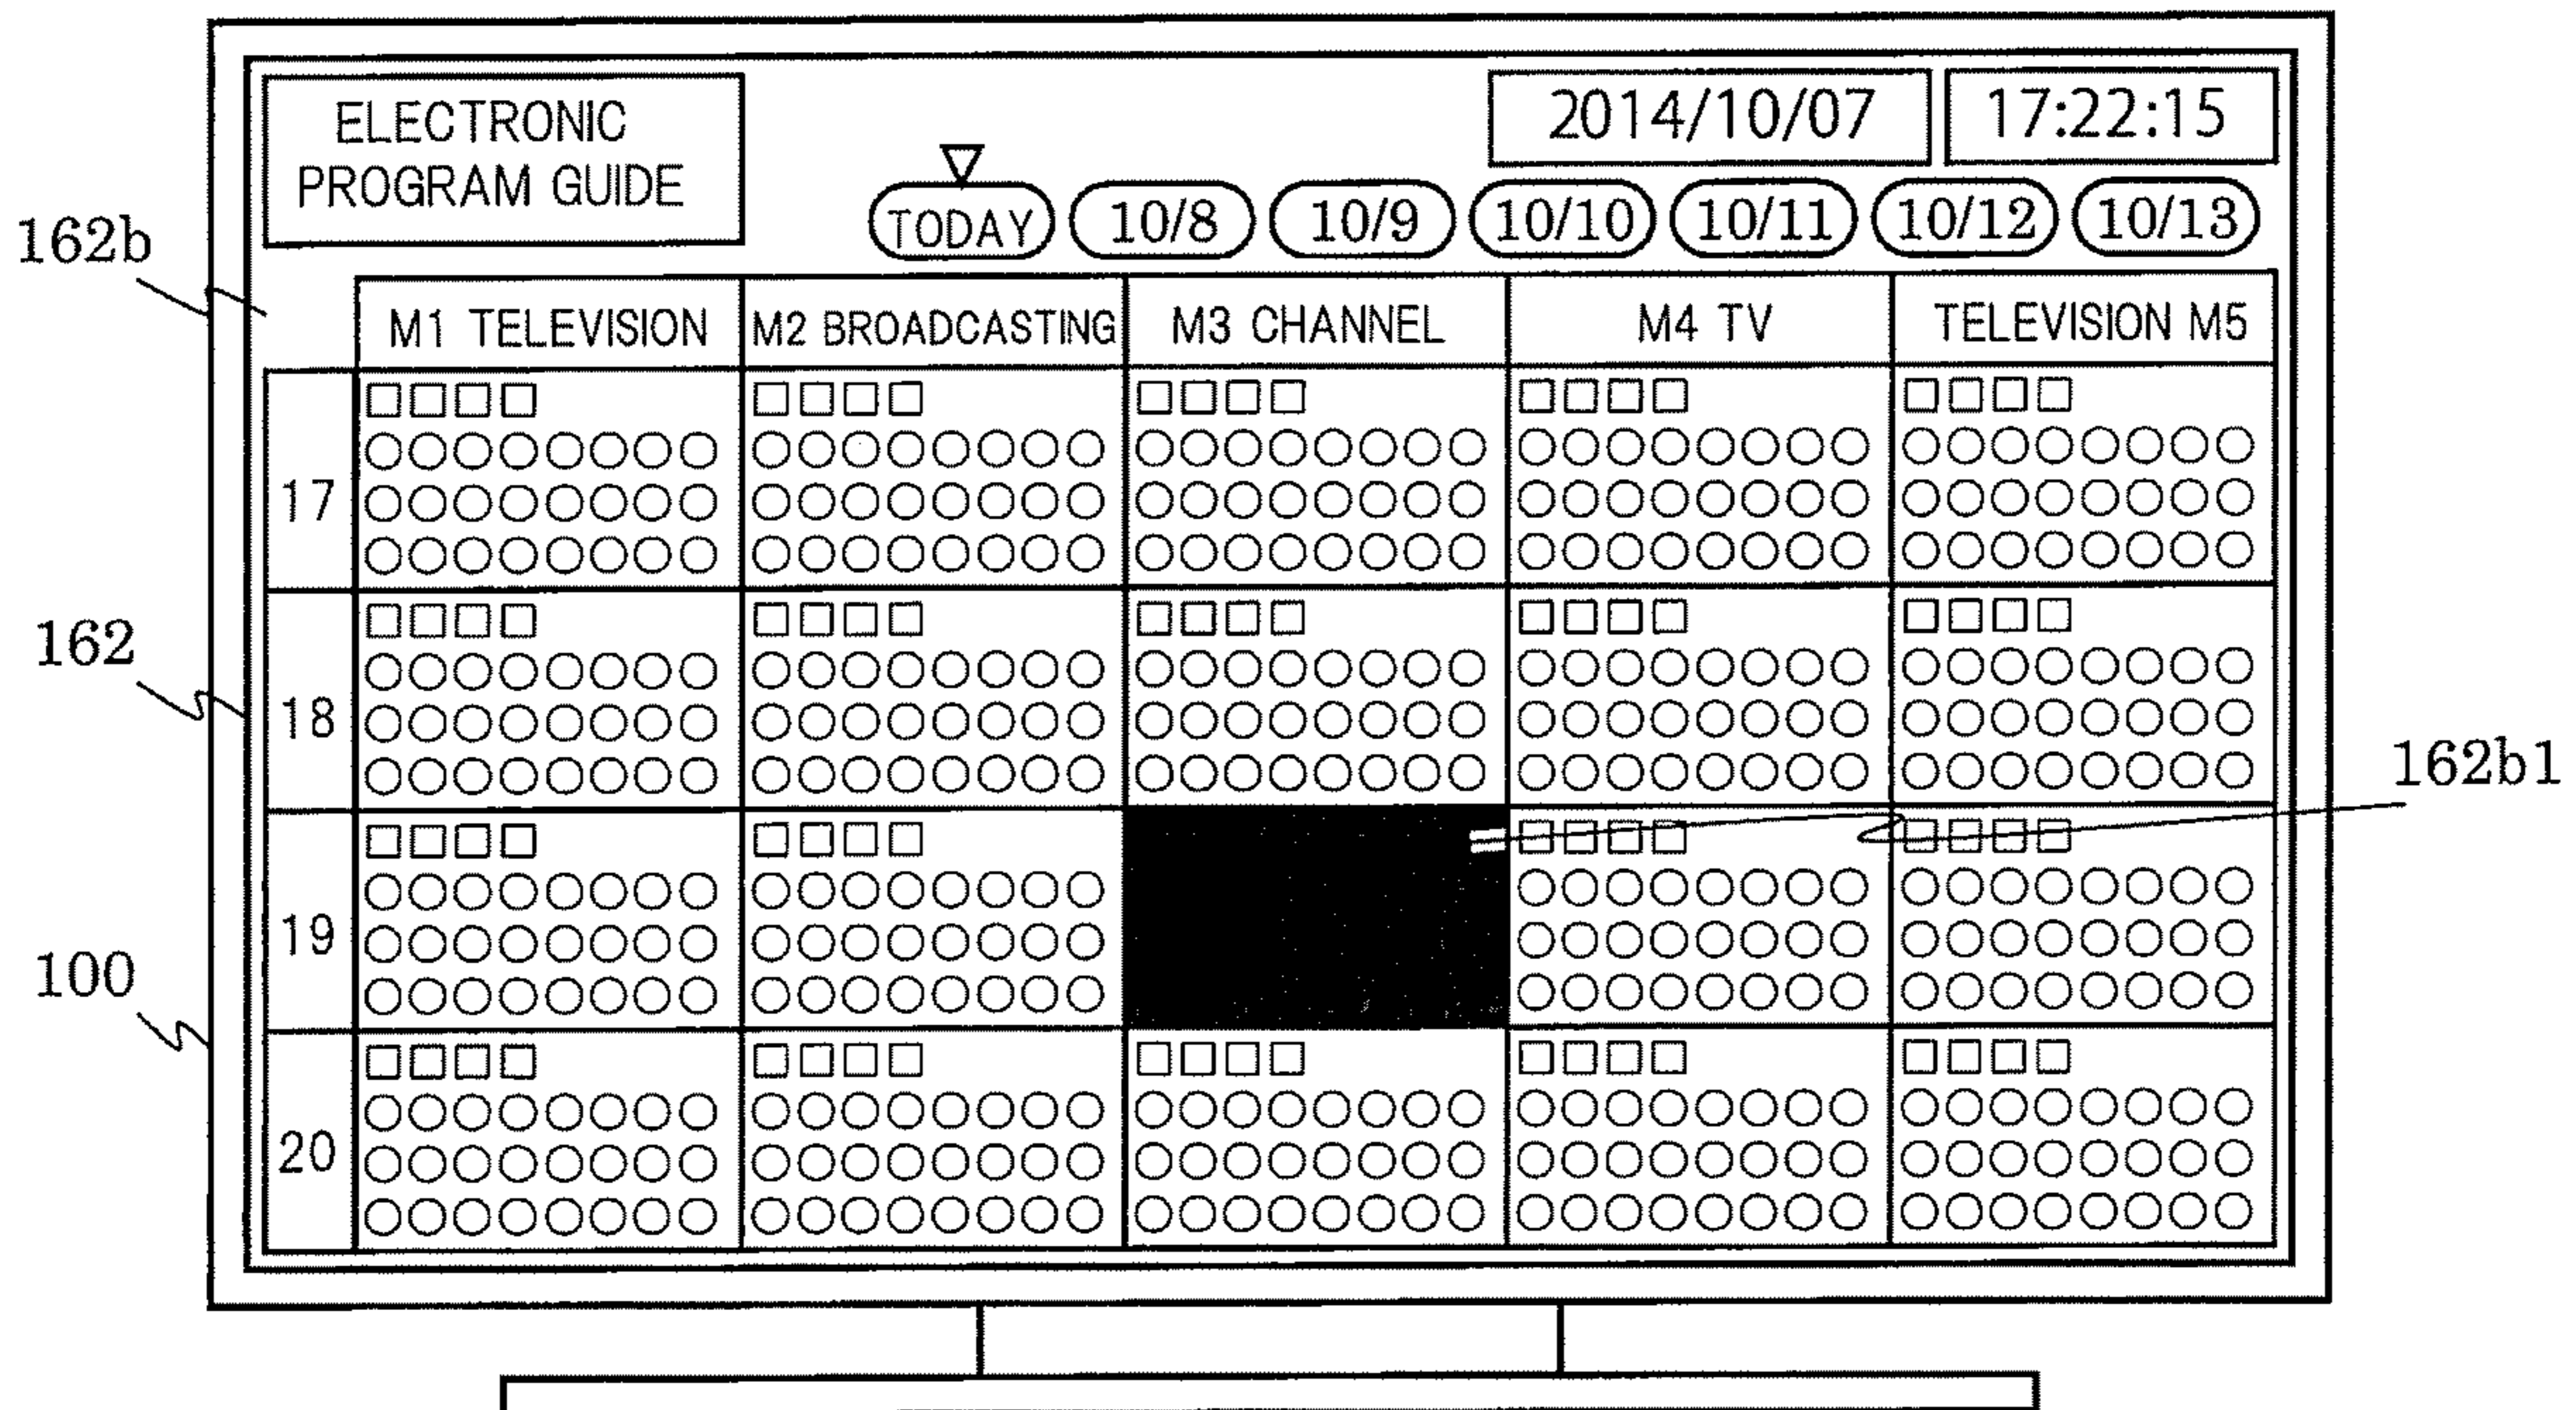 ELECTRONIC
PROGRAM GUIDE
2014/10/07 17:22:15
TODAY 10/8 10/9 10/10 10/11 10/12 10/13
162b
M1 TELEVISION M2 BROADCASTING M3 CHANNEL M4 TV TELEVISION M5
17
□□□□ □□□□ □□□□ □□□□ □□□□
○○○○○○○○ ○○○○○○○○ ○○○○○○○○ ○○○○○○○○ ○○○○○○○○
○○○○○○○○ ○○○○○○○○ ○○○○○○○○ ○○○○○○○○ ○○○○○○○○
○○○○○○○○ ○○○○○○○○ ○○○○○○○○ ○○○○○○○○ ○○○○○○○○
162
18
□□□□ □□□□ □□□□ □□□□ □□□□
○○○○○○○○ ○○○○○○○○ ○○○○○○○○ ○○○○○○○○ ○○○○○○○○
○○○○○○○○ ○○○○○○○○ ○○○○○○○○ ○○○○○○○○ ○○○○○○○○
○○○○○○○○ ○○○○○○○○ ○○○○○○○○ ○○○○○○○○ ○○○○○○○○
162b1
19
□□□□ □□□□ □□□□ □□□□
○○○○○○○○ ○○○○○○○○ ○○○○○○○○ ○○○○○○○○
○○○○○○○○ ○○○○○○○○ ○○○○○○○○ ○○○○○○○○
○○○○○○○○ ○○○○○○○○ ○○○○○○○○ ○○○○○○○○
100
20
□□□□ □□□□ □□□□ □□□□ □□□□
○○○○○○○○ ○○○○○○○○ ○○○○○○○○ ○○○○○○○○ ○○○○○○○○
○○○○○○○○ ○○○○○○○○ ○○○○○○○○ ○○○○○○○○ ○○○○○○○○
○○○○○○○○ ○○○○○○○○ ○○○○○○○○ ○○○○○○○○ ○○○○○○○○